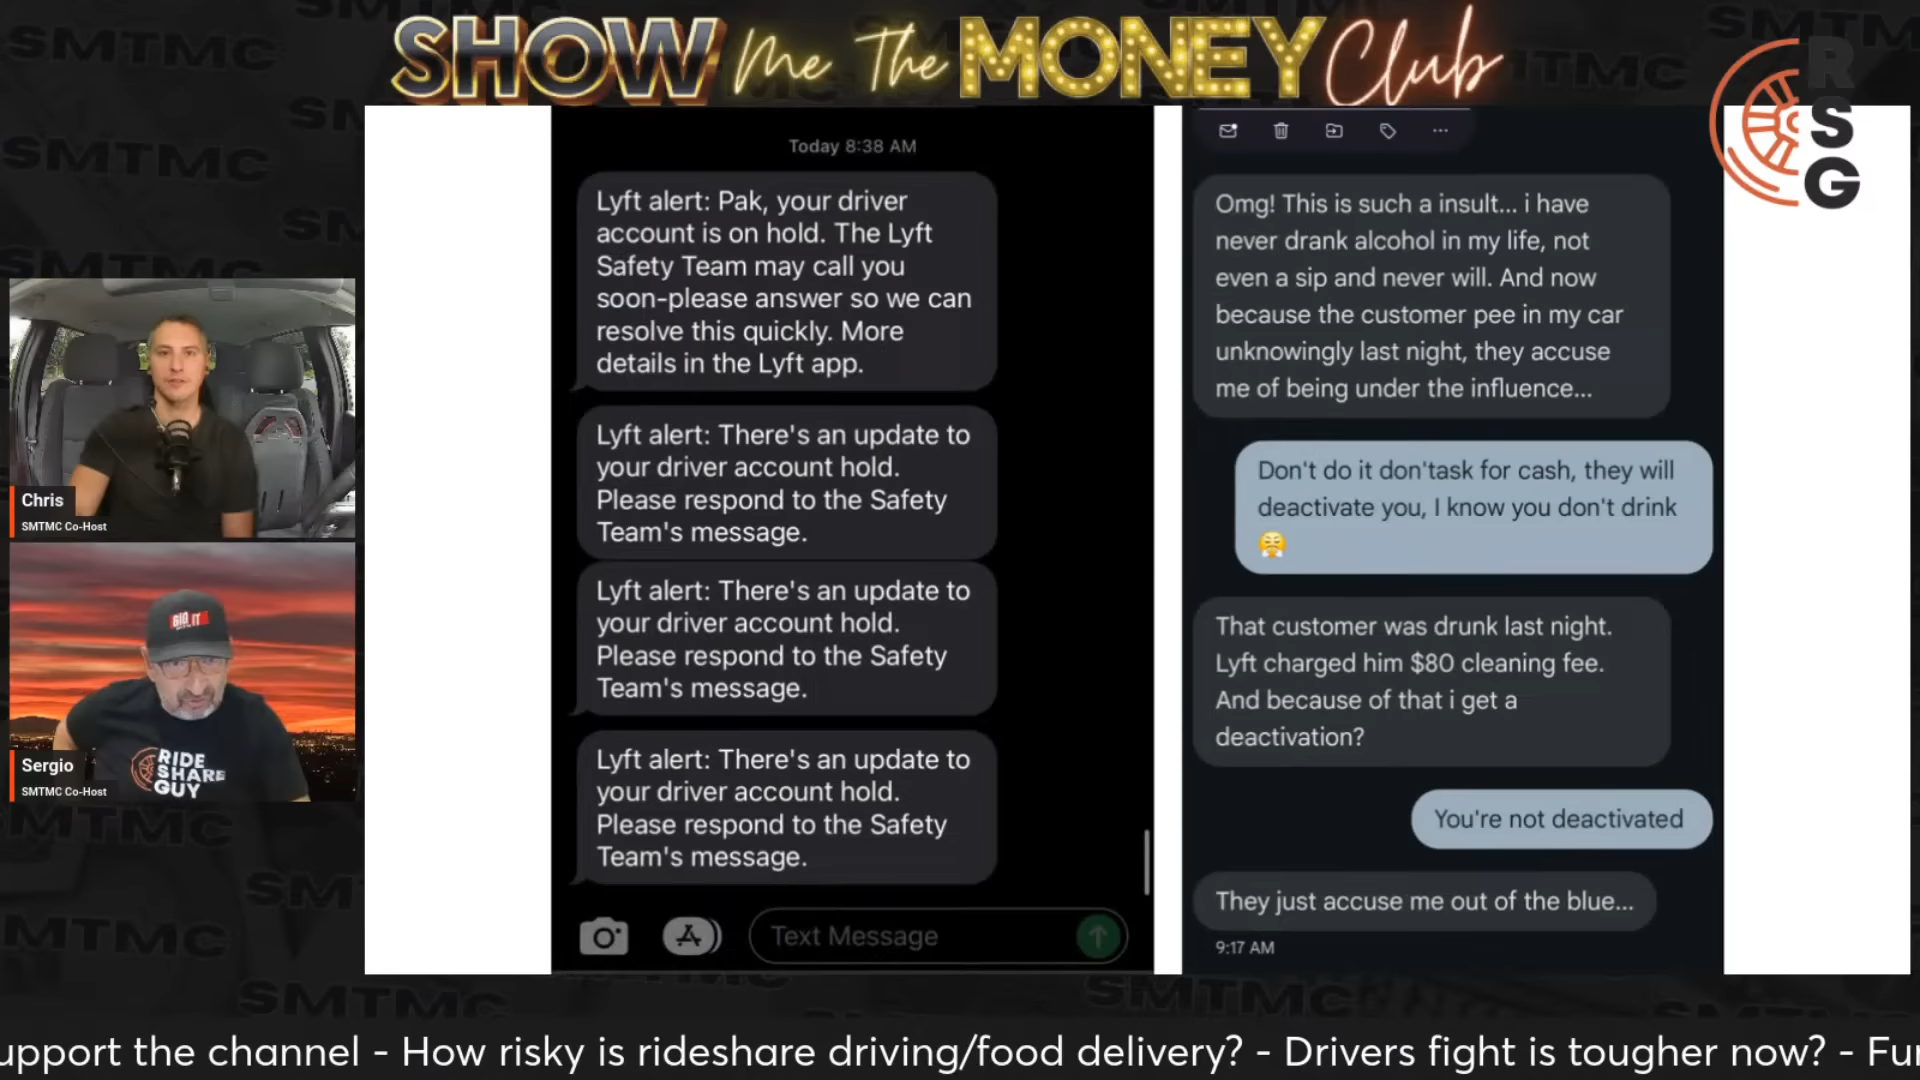 SHOW Me The MONEY Club
RSG
Today 8:38 AM
Lyft alert: Pak, your driver
account is on hold. The Lyft
Safety Team may call you
soon-please answer so we can
resolve this quickly. More
details in the Lyft app.
Lyft alert: There's an update to
your driver account hold.
Please respond to the Safety
Team's message.
Lyft alert: There's an update to
your driver account hold.
Please respond to the Safety
Team's message.
Lyft alert: There's an update to
your driver account hold.
Please respond to the Safety
Team's message.
Text Message
Omg! This is such a insult... i have
never drank alcohol in my life, not
even a sip and never will. And now
because the customer pee in my car
unknowingly last night, they accuse
me of being under the influence...
Don't do it don'task for cash, they will
deactivate you, I know you don't drink
😤
That customer was drunk last night.
Lyft charged him $80 cleaning fee.
And because of that i get a
deactivation?
You're not deactivated
They just accuse me out of the blue...
9:17 AM
Chris
SMTMC Co-Host
GIG IT
RIDE
SHARE
GUY
Sergio
SMTMC Co-Host
SMTMC
upport the channel - How risky is rideshare driving/food delivery? - Drivers fight is tougher now? - Fur